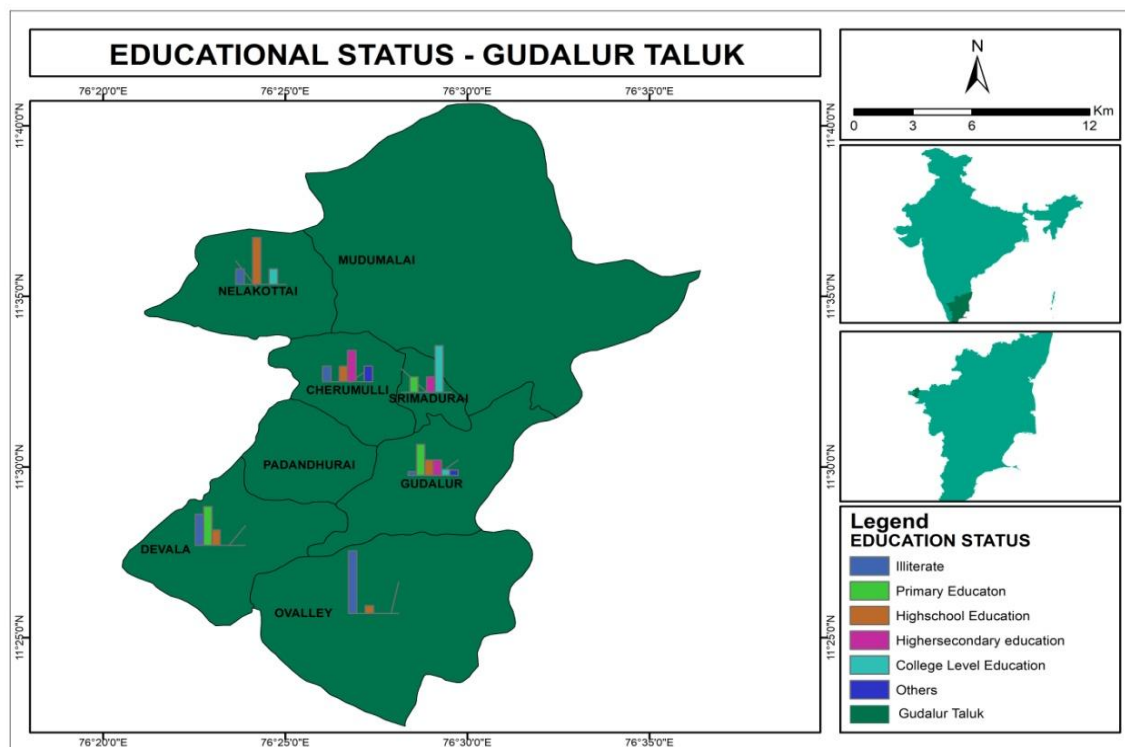 EDUCATIONAL STATUS - GUDALUR TALUK
76°20'0"E 76°25'0"E 76°30'0"E 76°35'0"E
11°40'0"N 11°40'0"N
11°35'0"N 11°35'0"N
11°30'0"N 11°30'0"N
11°25'0"N 11°25'0"N
MUDUMALAI
NELAKOTTAI
CHERUMULLI
SRIMADURAI
PADANDHURAI
GUDALUR
DEVALA
OVALLEY
76°20'0"E 76°25'0"E 76°30'0"E 76°35'0"E
N
Km
0 3 6 12
Legend
EDUCATION STATUS
Illiterate
Primary Educaton
Highschool Education
Highersecondary education
College Level Education
Others
Gudalur Taluk